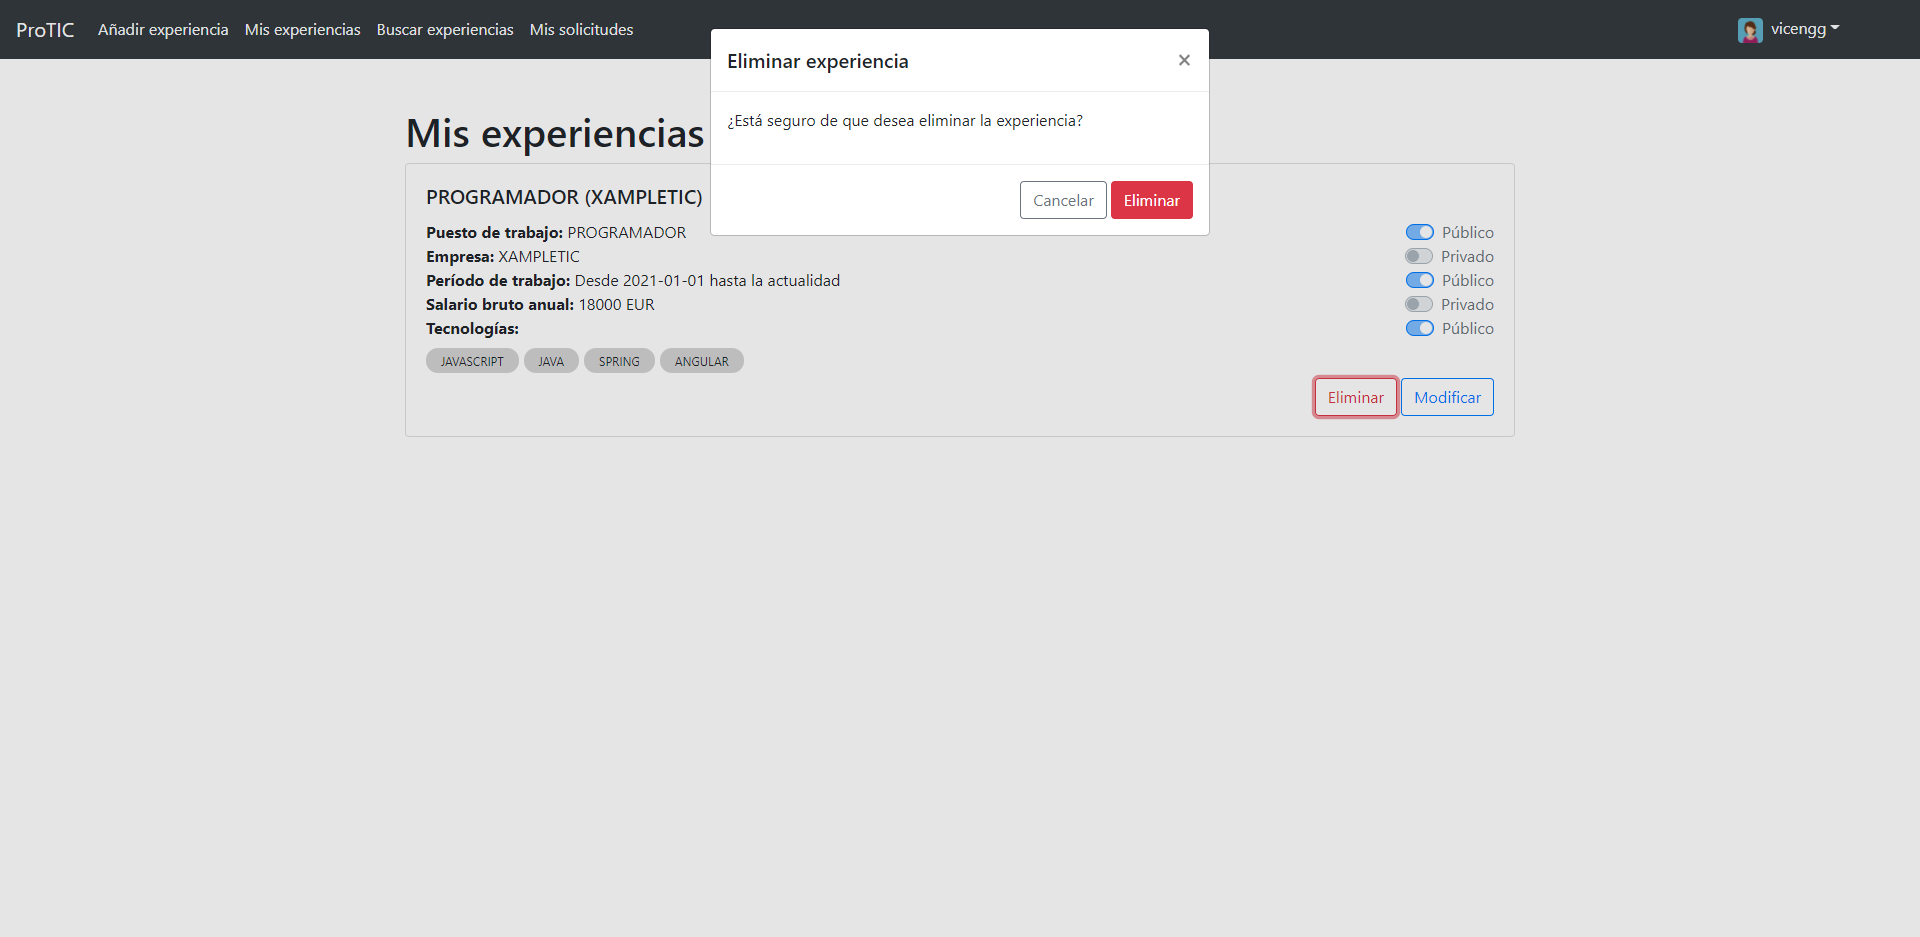 ProTIC Añadir experiencia Mis experiencias Buscar experiencias Mis solicitudes vicengg
Eliminar experiencia ×
¿Está seguro de que desea eliminar la experiencia?
Cancelar Eliminar
Mis experiencias
PROGRAMADOR (XAMPLETIC)
Puesto de trabajo: PROGRAMADOR Público
Empresa: XAMPLETIC Privado
Período de trabajo: Desde 2021-01-01 hasta la actualidad Público
Salario bruto anual: 18000 EUR Privado
Tecnologías: Público
JAVASCRIPT JAVA SPRING ANGULAR
Eliminar Modificar